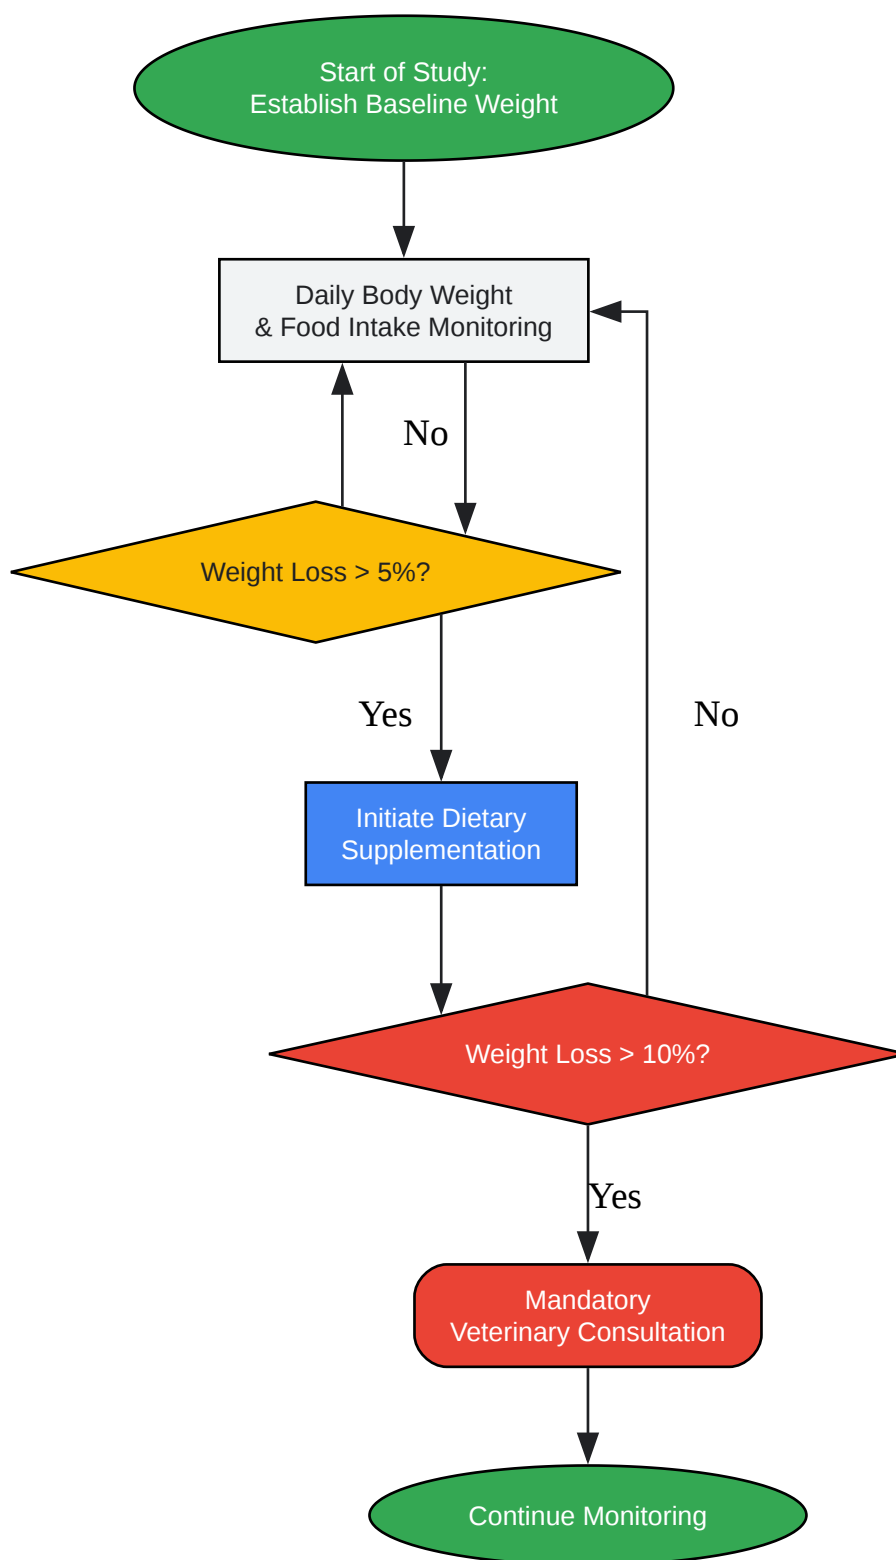 Start of Study:
Establish Baseline Weight
Daily Body Weight
& Food Intake Monitoring
No
Weight Loss > 5%?
Yes
No
Initiate Dietary
Supplementation
Weight Loss > 10%?
Yes
Mandatory
Veterinary Consultation
Continue Monitoring